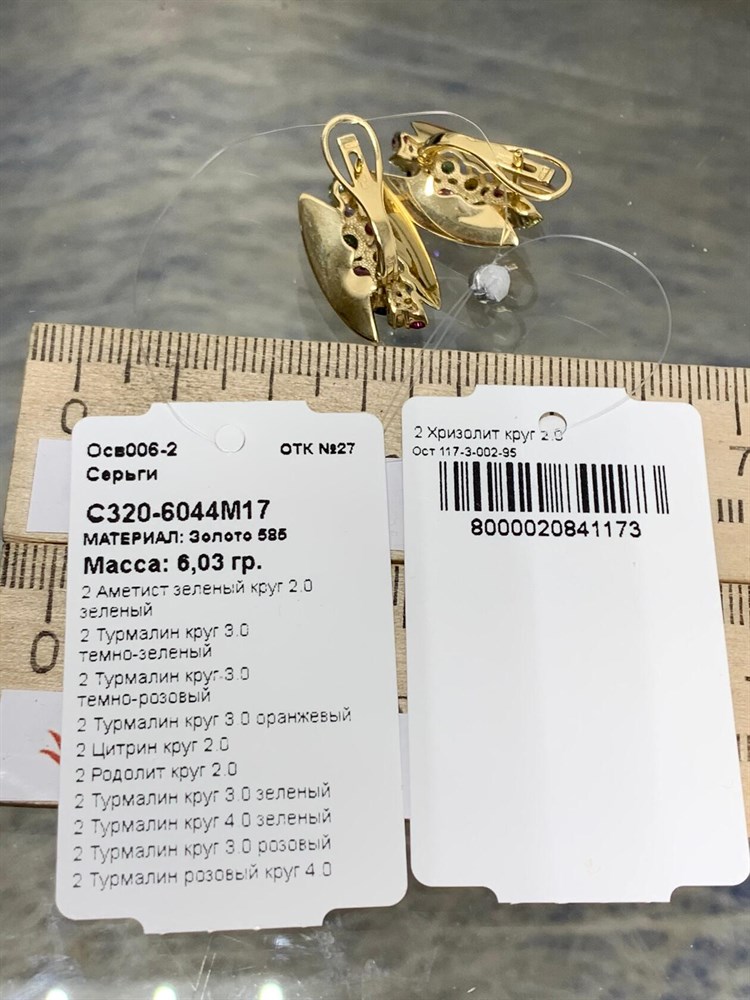 Осв006-2 ОТК №27
Серьги
С320-6044М17
МАТЕРИАЛ: Золото 585
Масса: 6,03 гр.
2 Аметист зеленый круг 2.0
зеленый
2 Турмалин круг 3.0
темно-зеленый
2 Турмалин круг 3.0
темно-розовый
2 Турмалин круг 3.0 оранжевый
2 Цитрин круг 2.0
2 Родолит круг 2.0
2 Турмалин круг 3.0 зеленый
2 Турмалин круг 4.0 зеленый
2 Турмалин круг 3.0 розовый
2 Турмалин розовый круг 4.0
2 Хризолит круг 2.0
Ост 117-3-002-95
8000020841173
0
7
0